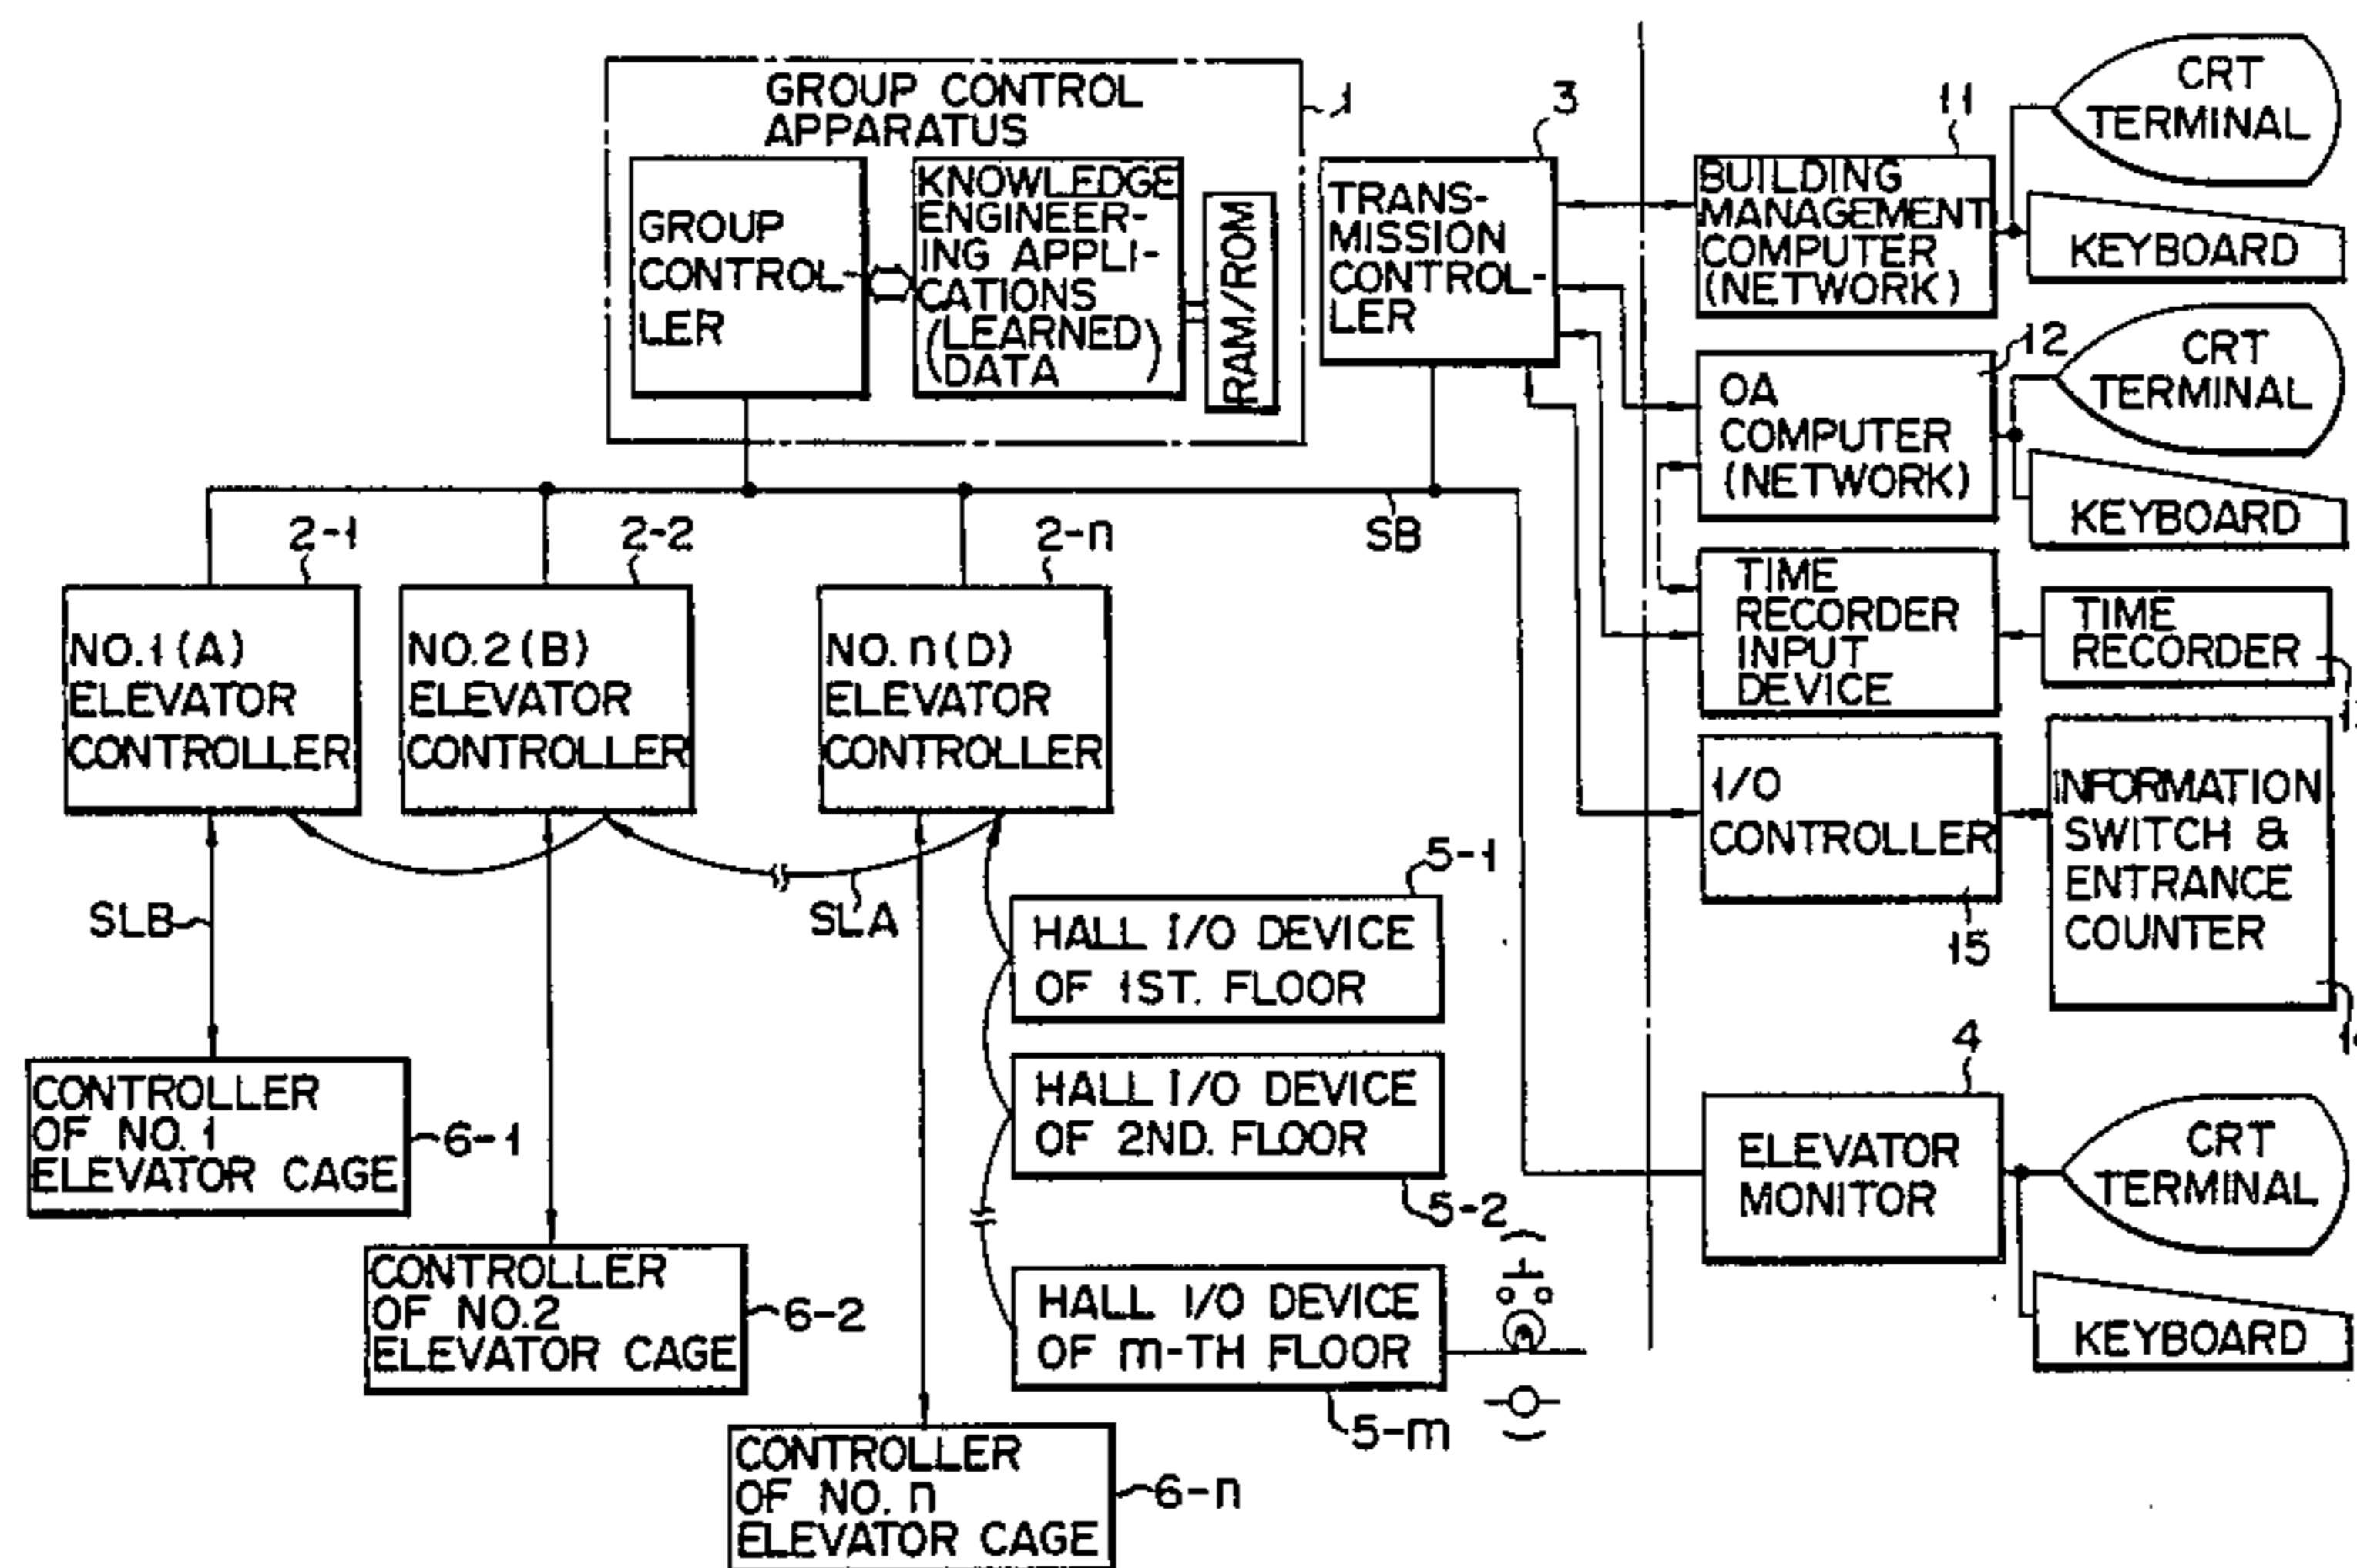 GROUP CONTROL
APPARATUS
1
GROUP
CONTROL-
LER
KNOWLEDGE
ENGINEER-
ING APPLI-
CATIONS
(LEARNED)
(DATA)
RAM/ROM
3
TRANS-
MISSION
CONTROL-
LER
11
BUILDING
MANAGEMENT
COMPUTER
(NETWORK)
CRT
TERMINAL
KEYBOARD
12
OA
COMPUTER
(NETWORK)
CRT
TERMINAL
KEYBOARD
SB
2-1
NO.1(A)
ELEVATOR
CONTROLLER
2-2
NO.2(B)
ELEVATOR
CONTROLLER
2-n
NO.n(D)
ELEVATOR
CONTROLLER
TIME
RECORDER
INPUT
DEVICE
TIME
RECORDER
I/O
CONTROLLER
15
INFORMATION
SWITCH &
ENTRANCE
COUNTER
SLB
SLA
5-1
HALL I/O DEVICE
OF 1ST. FLOOR
HALL I/O DEVICE
OF 2ND. FLOOR
5-2
HALL I/O DEVICE
OF m-TH FLOOR
5-m
4
ELEVATOR
MONITOR
CRT
TERMINAL
KEYBOARD
CONTROLLER
OF NO.1
ELEVATOR CAGE
6-1
CONTROLLER
OF NO.2
ELEVATOR CAGE
6-2
CONTROLLER
OF NO.n
ELEVATOR CAGE
6-n